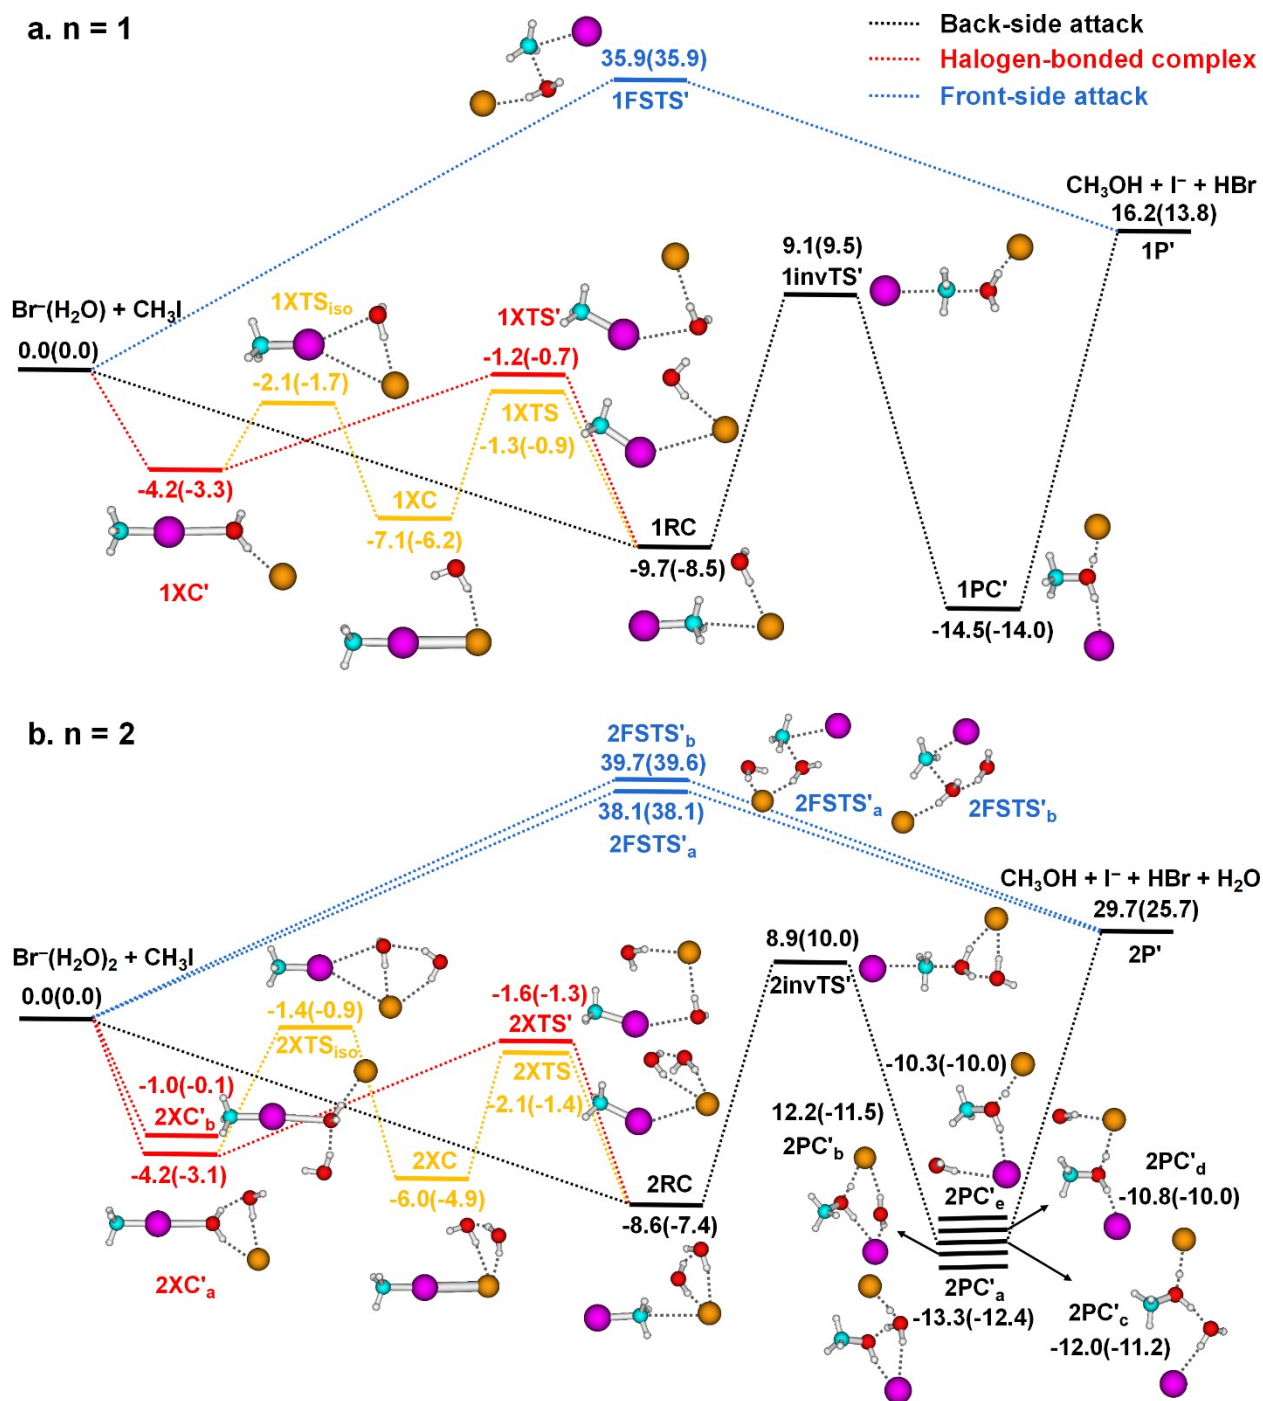 a. n = 1
Back-side attack
Halogen-bonded complex
Front-side attack
35.9(35.9)
1FSTS'
CH₃OH + I⁻ + HBr
16.2(13.8)
1P'
9.1(9.5)
1invTS'
Br⁻(H₂O) + CH₃I
0.0(0.0)
1XTSiso
-2.1(-1.7)
1XTS'
-1.2(-0.7)
1XTS
-1.3(-0.9)
-4.2(-3.3)
1XC'
1XC
-7.1(-6.2)
1RC
-9.7(-8.5)
1PC'
-14.5(-14.0)
b. n = 2
2FSTS'b
39.7(39.6)
38.1(38.1)
2FSTS'a
2FSTS'a
2FSTS'b
CH₃OH + I⁻ + HBr + H₂O
29.7(25.7)
2P'
8.9(10.0)
2invTS'
Br⁻(H₂O)₂ + CH₃I
0.0(0.0)
-1.4(-0.9)
2XTSiso
-1.6(-1.3)
2XTS'
2XTS
-2.1(-1.4)
-1.0(-0.1)
2XC'b
-4.2(-3.1)
2XC'a
2XC
-6.0(-4.9)
2RC
-8.6(-7.4)
-10.3(-10.0)
2PC'e
12.2(-11.5)
2PC'b
2PC'd
-10.8(-10.0)
2PC'a
-13.3(-12.4)
2PC'c
-12.0(-11.2)